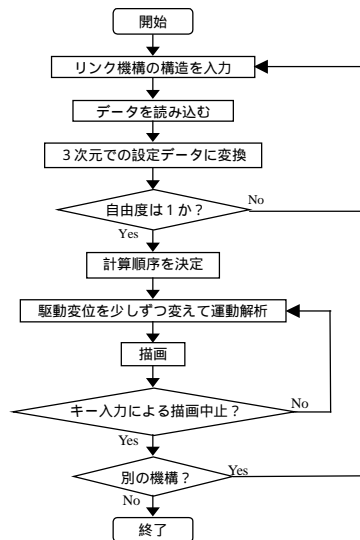 開始
リンク機構の構造を入力
データを読み込む
３次元での設定データに変換
自由度は１か？
No
Yes
計算順序を決定
駆動変位を少しずつ変えて運動解析
描画
キー入力による描画中止？
No
Yes
別の機構？
Yes
No
終了